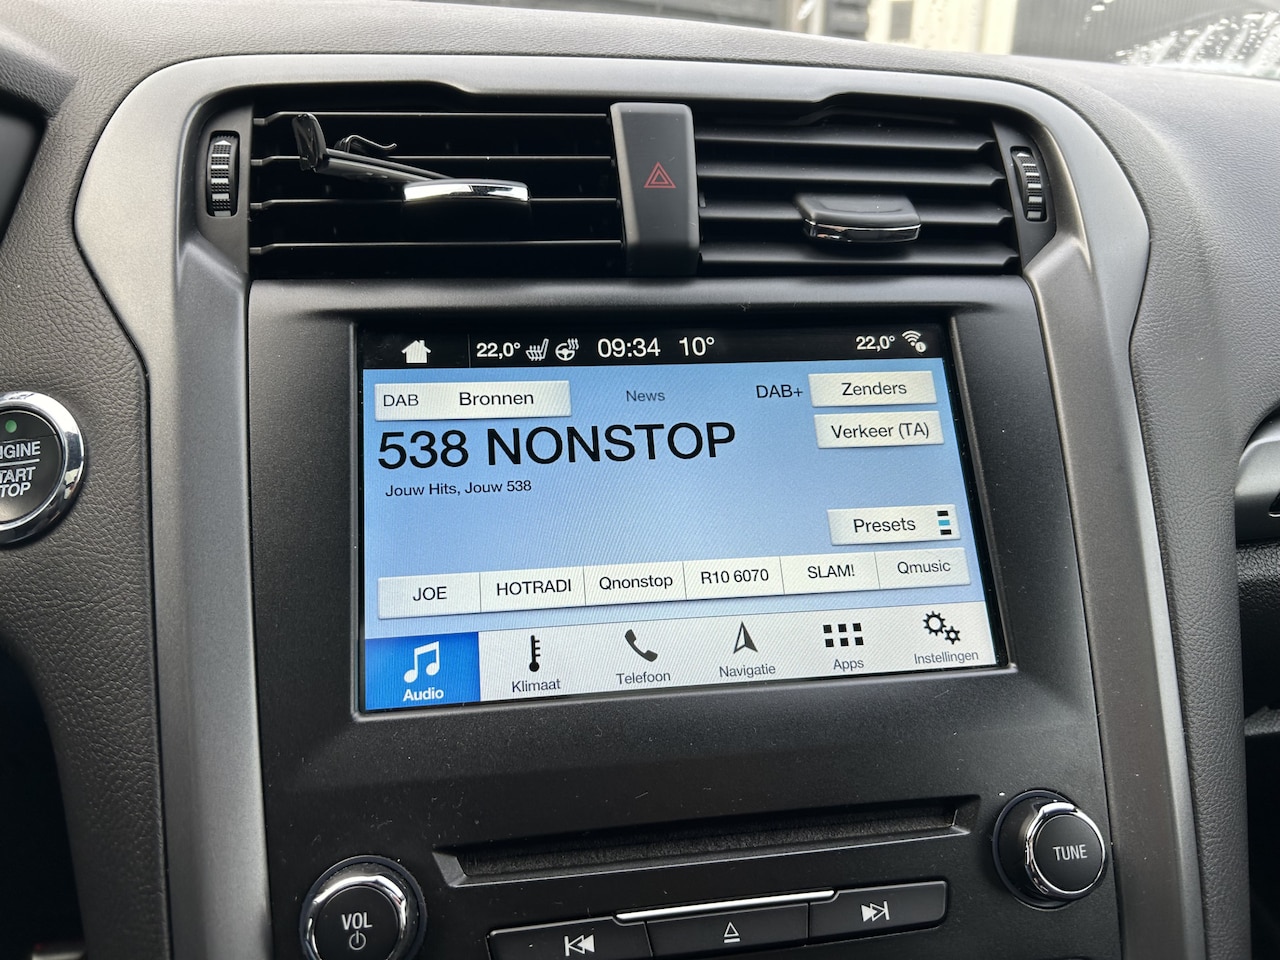 22,0° 09:34 10° 22,0°
DAB Bronnen News DAB+ Zenders
Verkeer (TA)
538 NONSTOP
Jouw Hits, Jouw 538
Presets
JOE HOTRADI Qnonstop R10 6070 SLAM! Qmusic
Audio Klimaat Telefoon Navigatie Apps Instellingen
START
TUNE
VOL